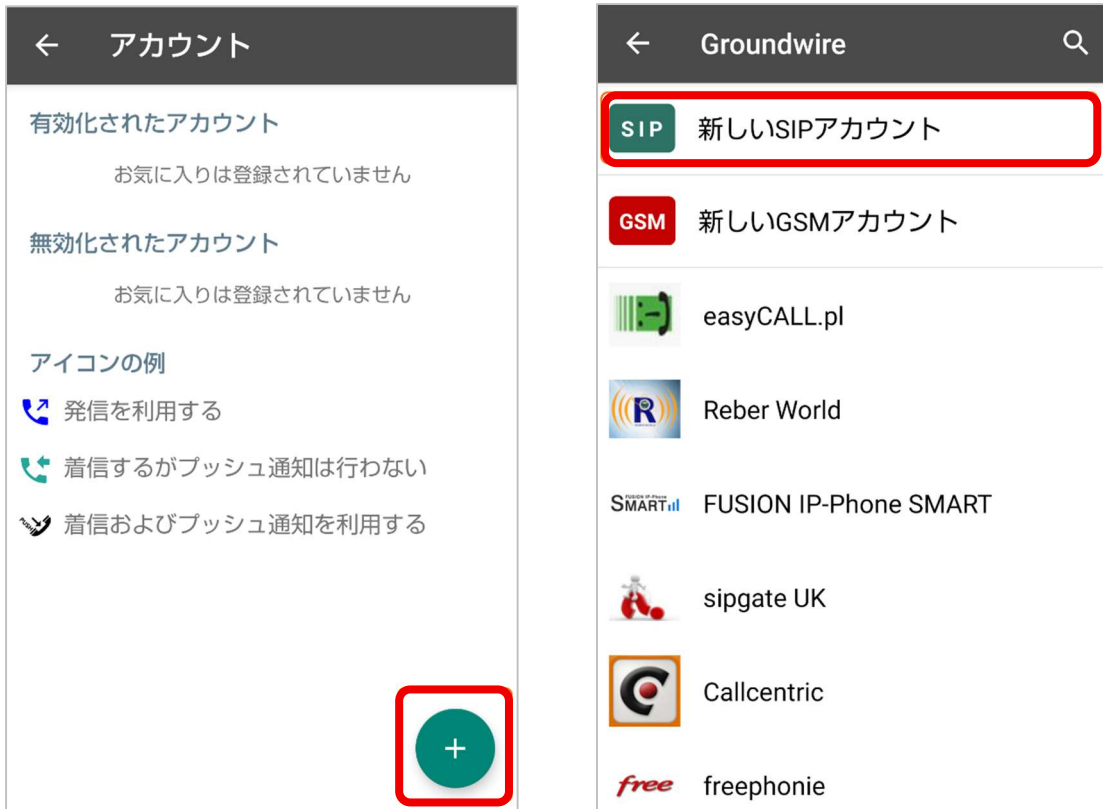 アカウント
有効化されたアカウント
お気に入りは登録されていません
無効化されたアカウント
お気に入りは登録されていません
アイコンの例
発信を利用する
着信するがプッシュ通知は行わない
PUSH
着信およびプッシュ通知を利用する
Groundwire
SIP
新しいSIPアカウント
GSM
新しいGSMアカウント
easyCALL.pl
R
Reber World
FUSION IP-Phone
SMART
FUSION IP-Phone SMART
sipgate UK
Callcentric
free
freephonie